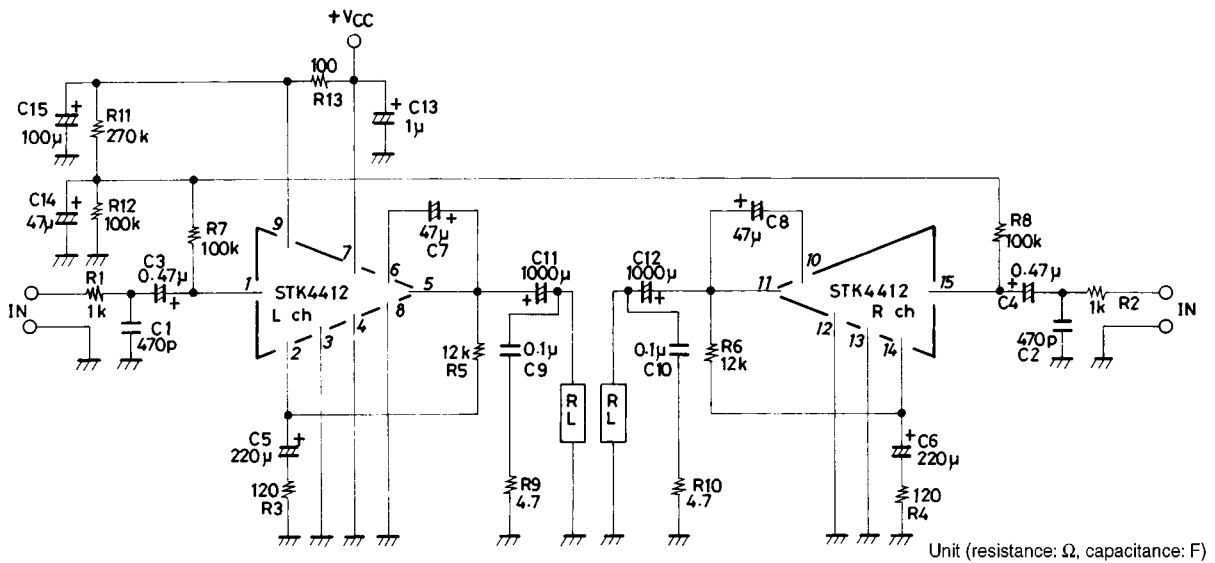 +VCC
100
R13
C15 +
100μ
R11
270k
+ C13
1μ
C14 +
47μ
R12
100k
R7
100k
9
7
6
5
8
1
2
3
4
STK4412
L ch
+
47μ
C7
C11
1000μ
+
C12
1000μ
+
+
47μ
C8
10
11
12
13
14
15
STK4412
R ch
R8
100k
0.47μ
+
C4
1k
R2
IN
470p
C2
IN
R1
1k
C3
0.47μ
+
C1
470p
12k
R5
0.1μ
C9
R
L
R
L
0.1μ
C10
R6
12k
C5 +
220μ
120
R3
R9
4.7
R10
4.7
+ C6
220μ
120
R4
Unit (resistance: Ω, capacitance: F)